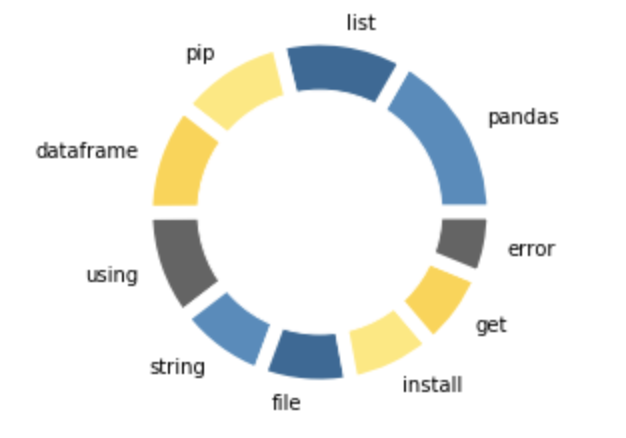 list
pip
pandas
dataframe
error
using
get
string
install
file